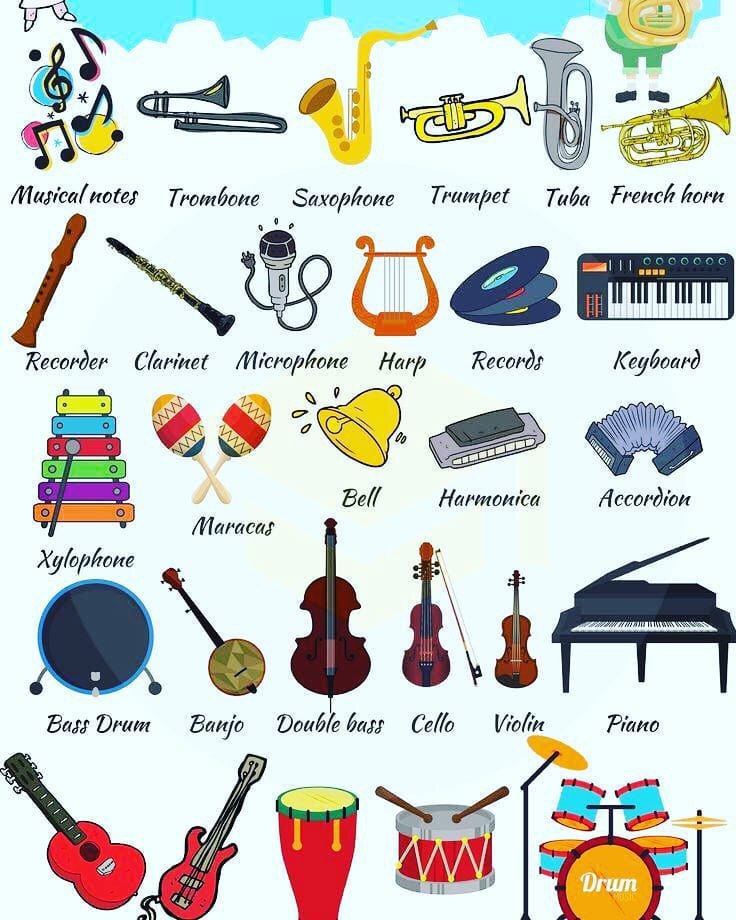 Musical notes Trombone Saxophone Trumpet Tuba French horn
Recorder Clarinet Microphone Harp Records Keyboard
Bell Harmonica Accordion
Maracas
Xylophone
Bass Drum Banjo Double bass Cello Violin Piano
Drum
MUSIC